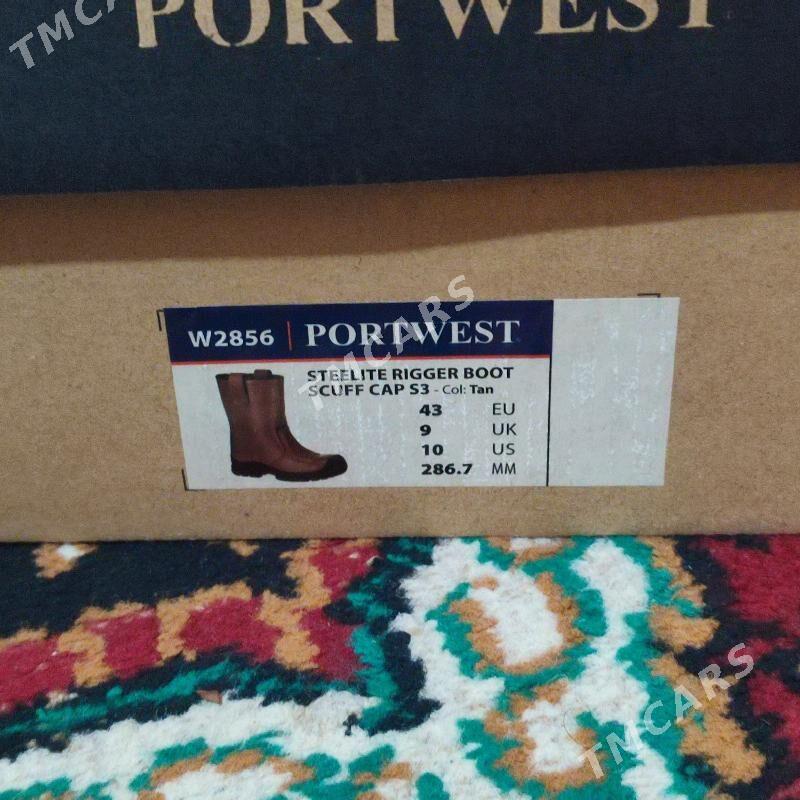 TMCARS
PORTWEST
W2856 | PORTWEST
STEELITE RIGGER BOOT
SCUFF CAP S3 - Col: Tan
43 EU
9 UK
10 US
286.7 MM
TMCARS
TMCARS
TMCARS